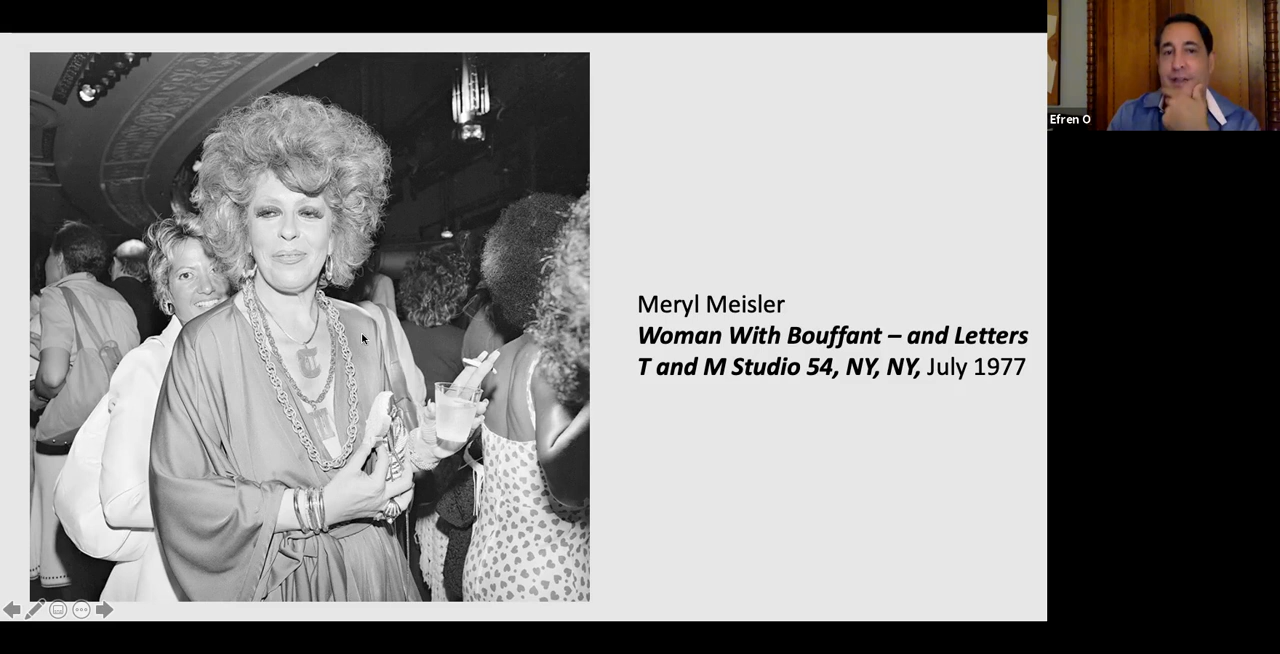 Efren O
Meryl Meisler
Woman With Bouffant – and Letters
T and M Studio 54, NY, NY, July 1977